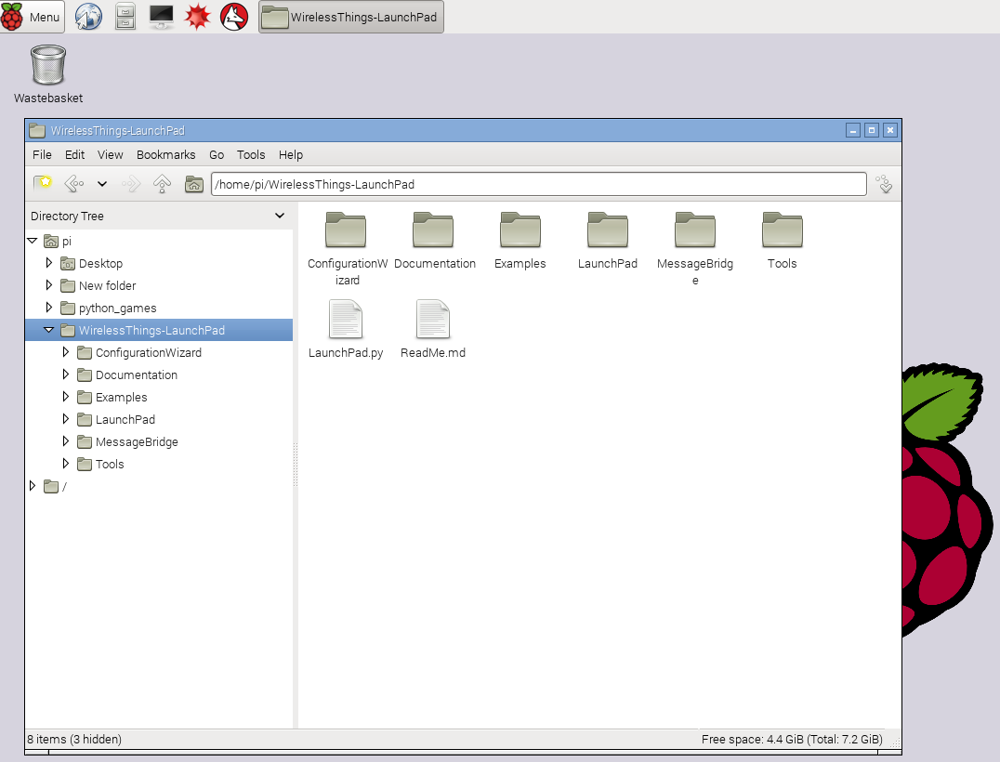 Menu
WirelessThings-LaunchPad
Wastebasket
WirelessThings-LaunchPad
File Edit View Bookmarks Go Tools Help
/home/pi/WirelessThings-LaunchPad
Directory Tree
pi
Desktop
New folder
python_games
WirelessThings-LaunchPad
ConfigurationWizard
Documentation
Examples
LaunchPad
MessageBridge
Tools
/
ConfigurationW
izard
Documentation
Examples
LaunchPad
MessageBridg
e
Tools
LaunchPad.py
ReadMe.md
8 items (3 hidden)
Free space: 4.4 GiB (Total: 7.2 GiB)